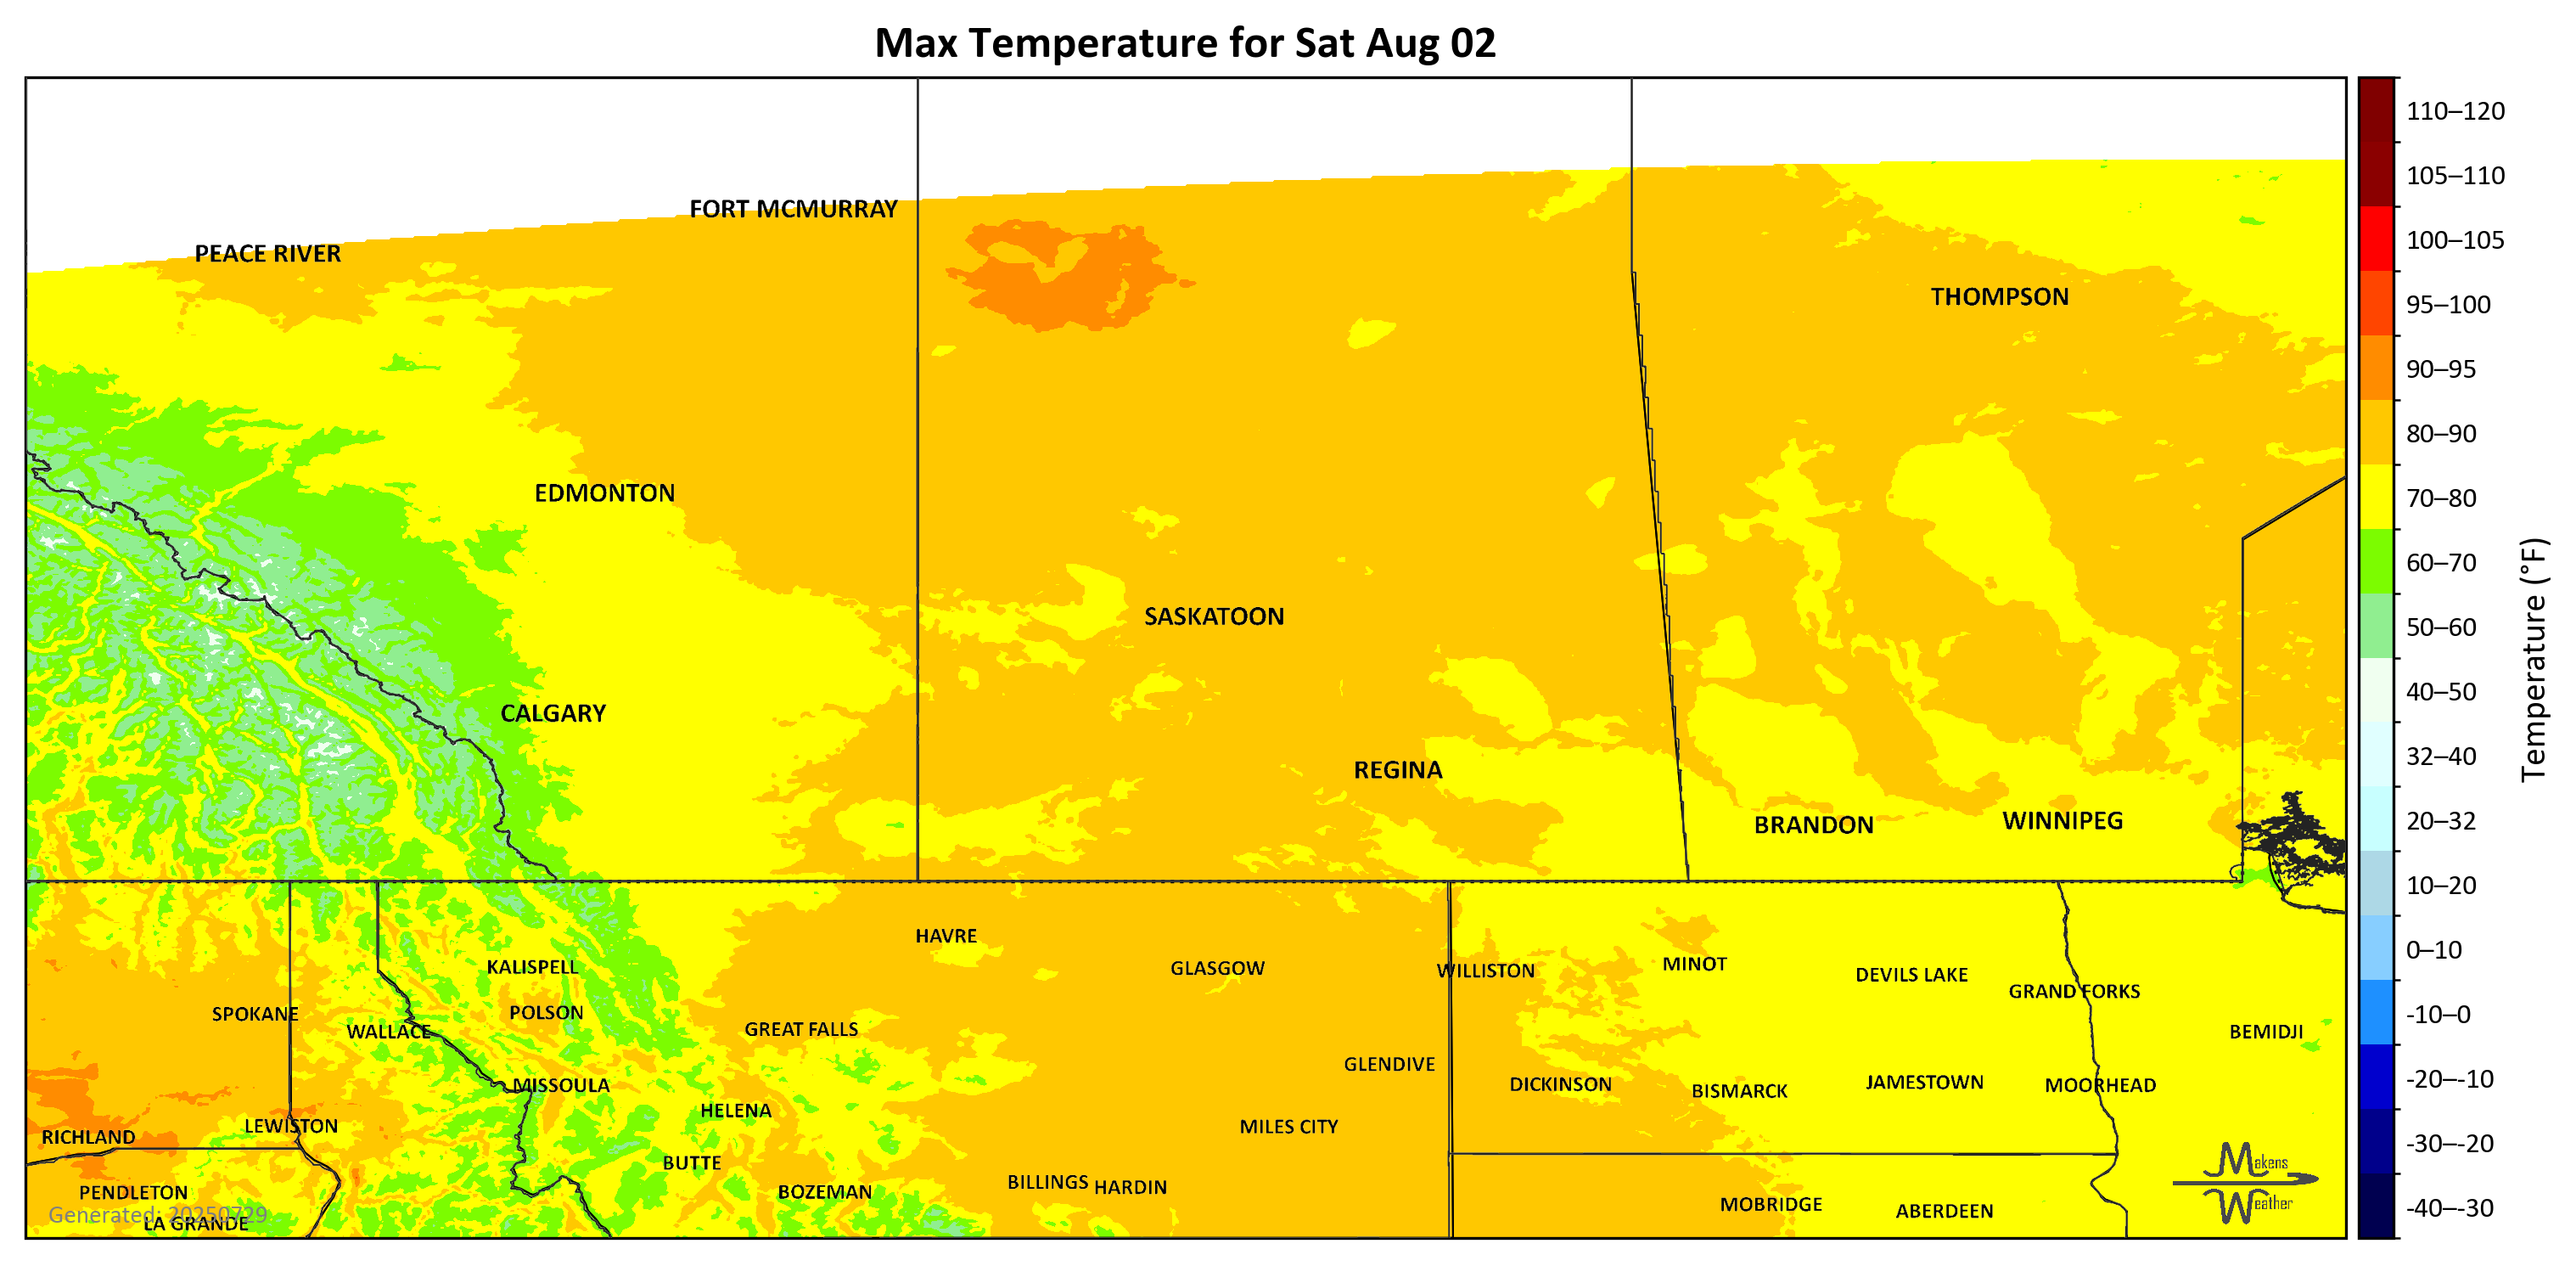 Max Temperature for Sat Aug 02
110–120
105–110
100–105
95–100
90–95
80–90
70–80
60–70
50–60
40–50
32–40
20–32
10–20
0–10
-10–0
-20–-10
-30–-20
-40–-30
Temperature (°F)
FORT MCMURRAY
PEACE RIVER
THOMPSON
EDMONTON
SASKATOON
CALGARY
REGINA
BRANDON
WINNIPEG
HAVRE
GLASGOW
WILLISTON
MINOT
DEVILS LAKE
GRAND FORKS
KALISPELL
SPOKANE
POLSON
WALLACE
GREAT FALLS
BEMIDJI
GLENDIVE
MISSOULA
DICKINSON
BISMARCK
JAMESTOWN
MOORHEAD
HELENA
LEWISTON
MILES CITY
RICHLAND
BUTTE
BILLINGS
HARDIN
BOZEMAN
PENDLETON
MOBRIDGE
ABERDEEN
LA GRANDE
Generated: 20250729
Makens
Weather